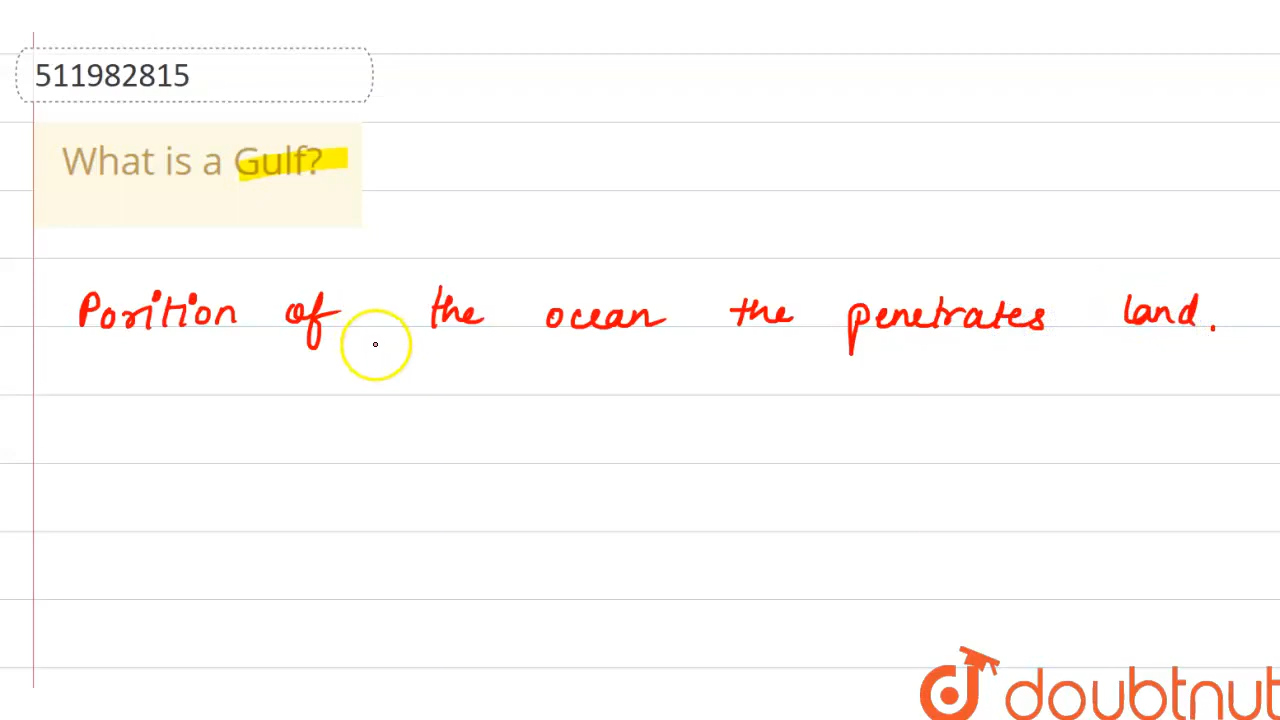 511982815
What is a Gulf?
Porition of the ocean the penetrates land.
doubtnut